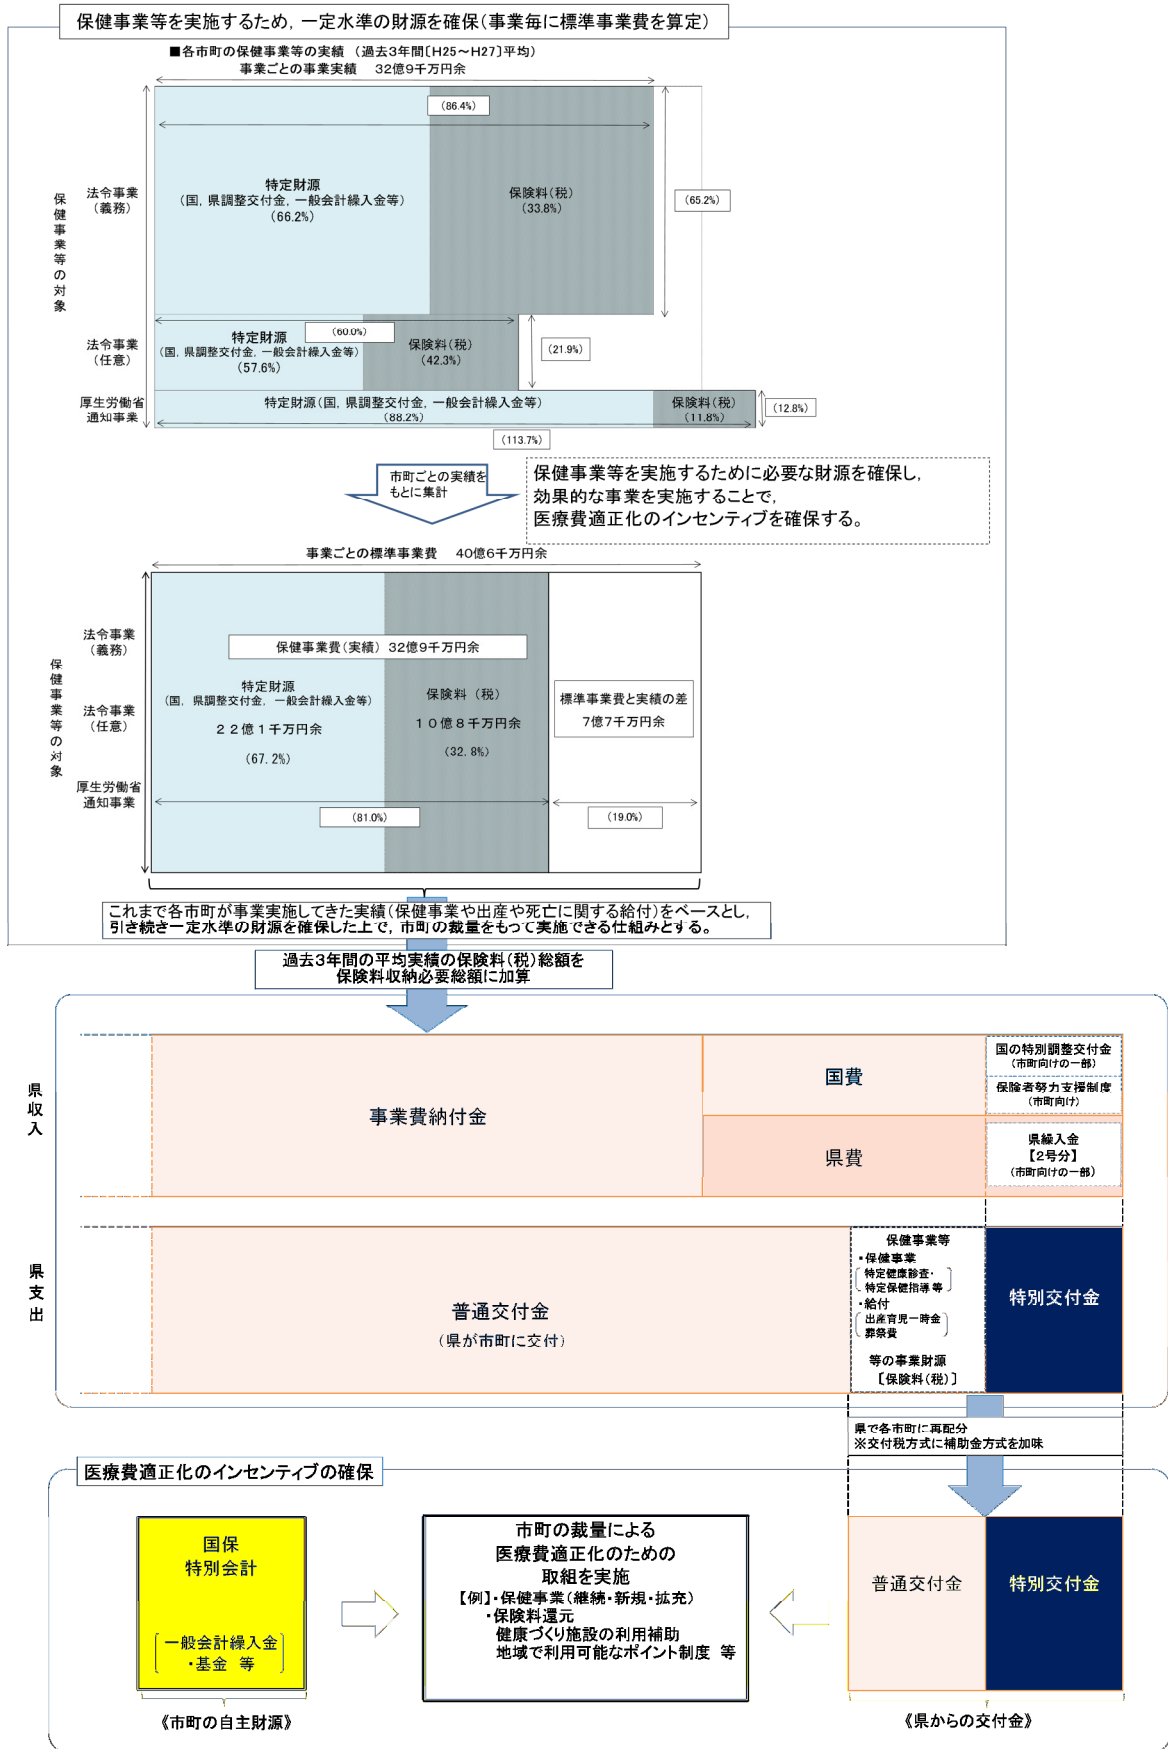 保健事業等を実施するため，一定水準の財源を確保（事業毎に標準事業費を算定）
■各市町の保健事業等の実績　（過去3年間〔H25～H27〕平均）
事業ごとの事業実績　32億9千万円余
（86.4%）
保健事業等の対象
法令事業
（義務）
特定財源
（国，県調整交付金，一般会計繰入金等）
（66.2%）
保険料（税）
（33.8%）
（65.2%）
法令事業
（任意）
（60.0%）
特定財源
（国，県調整交付金，一般会計繰入金等）
（57.6%）
保険料（税）
（42.3%）
（21.9%）
厚生労働省
通知事業
特定財源（国，県調整交付金，一般会計繰入金等）
（88.2%）
保険料（税）
（11.8%）
（12.8%）
（113.7%）
市町ごとの実績を
もとに集計
保健事業等を実施するために必要な財源を確保し，
効果的な事業を実施することで，
医療費適正化のインセンティブを確保する。
事業ごとの標準事業費　40億6千万円余
保健事業等の対象
法令事業
（義務）
法令事業
（任意）
厚生労働省
通知事業
保健事業費（実績）　32億9千万円余
特定財源
（国，県調整交付金，一般会計繰入金等）
２２億１千万円余
（67.2%）
保険料（税）
１０億８千万円余
（32.8%）
標準事業費と実績の差
7億7千万円余
（81.0%）
（19.0%）
これまで各市町が事業実施してきた実績（保健事業や出産や死亡に関する給付）をベースとし，
引き続き一定水準の財源を確保した上で，市町の裁量をもって実施できる仕組みとする。
過去3年間の平均実績の保険料（税）総額を
保険料収納必要総額に加算
県収入
事業費納付金
国費
国の特別調整交付金
（市町向けの一部）
保険者努力支援制度
（市町向け）
県費
県繰入金
【2号分】
（市町向けの一部）
県支出
普通交付金
（県が市町に交付）
保健事業等
・保健事業
特定健康診査・
特定保健指導等
・給付
出産育児一時金
葬祭費
等の事業財源
［保険料（税）］
特別交付金
県で各市町に再配分
※交付税方式に補助金方式を加味
医療費適正化のインセンティブの確保
国保
特別会計
一般会計繰入金
・基金　等
《市町の自主財源》
市町の裁量による
医療費適正化のための
取組を実施
【例】・保健事業（継続・新規・拡充）
・保険料還元
健康づくり施設の利用補助
地域で利用可能なポイント制度　等
普通交付金
特別交付金
《県からの交付金》